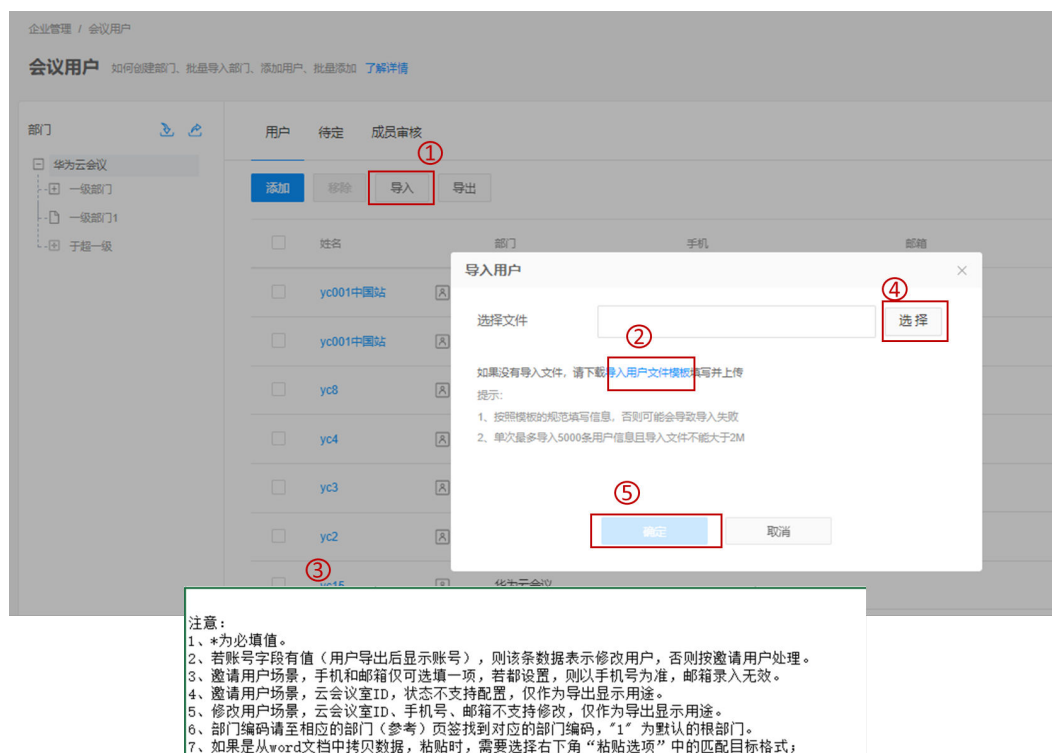 企业管理 / 会议用户
会议用户 如何创建部门、批量导入部门、添加用户、批量添加 了解详情
部门
用户 待定 成员审核
①
华为云会议
一级部门
一级部门1
于超一级
添加 移除 导入 导出
姓名 部门 手机 邮箱
yc001中国站
yc001中国站
yc8
yc4
yc3
yc2
yc15 华为云会议
导入用户
④
选择文件 选择
②
如果没有导入文件，请下载导入用户文件模板填写并上传
提示：
1、按照模板的规范填写信息，否则可能会导致导入失败
2、单次最多导入5000条用户信息且导入文件不能大于2M
⑤
确定 取消
③
注意：
1、*为必填值。
2、若账号字段有值（用户导出后显示账号），则该条数据表示修改用户，否则按邀请用户处理。
3、邀请用户场景，手机和邮箱仅可选填一项，若都设置，则以手机号为准，邮箱录入无效。
4、邀请用户场景，云会议室ID，状态不支持配置，仅作为导出显示用途。
5、修改用户场景，云会议室ID、手机号、邮箱不支持修改，仅作为导出显示用途。
6、部门编码请至相应的部门（参考）页签找到对应的部门编码，"1" 为默认的根部门。
7、如果是从word文档中拷贝数据，粘贴时，需要选择右下角“粘贴选项”中的匹配目标格式；